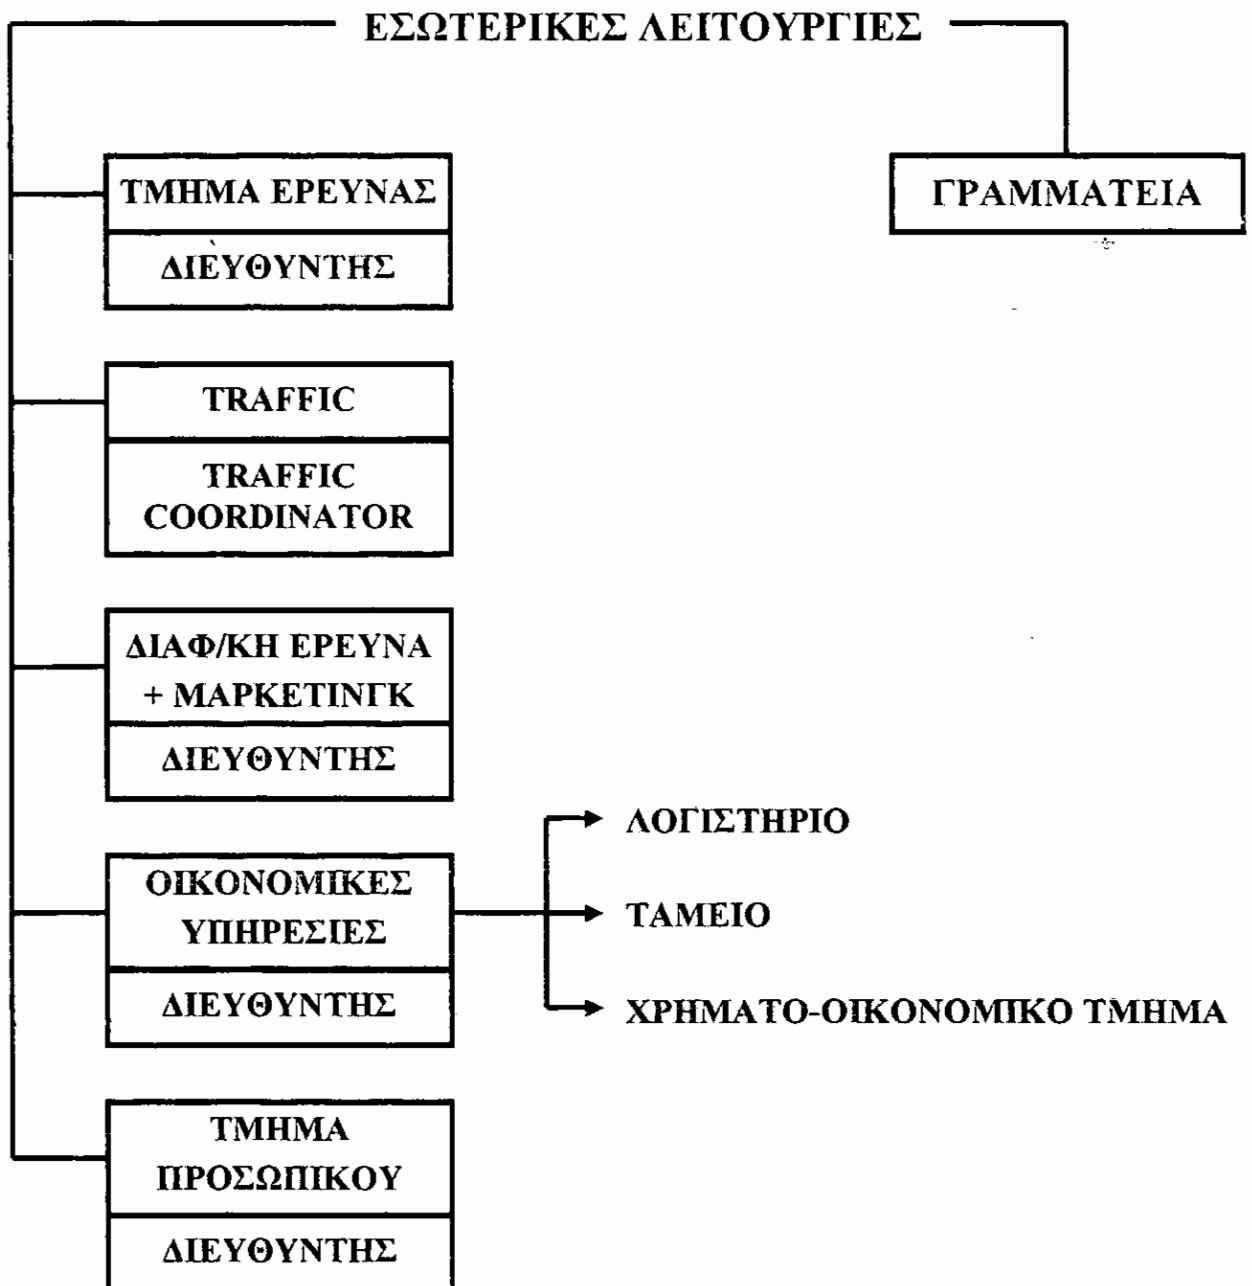 ΕΣΩΤΕΡΙΚΕΣ ΛΕΙΤΟΥΡΓΙΕΣ
ΤΜΗΜΑ ΕΡΕΥΝΑΣ
ΔΙΕΥΘΥΝΤΗΣ
ΓΡΑΜΜΑΤΕΙΑ
TRAFFIC
TRAFFIC
COORDINATOR
ΔΙΑΦ/ΚΗ ΕΡΕΥΝΑ
+ ΜΑΡΚΕΤΙΝΓΚ
ΔΙΕΥΘΥΝΤΗΣ
ΟΙΚΟΝΟΜΙΚΕΣ
ΥΠΗΡΕΣΙΕΣ
ΔΙΕΥΘΥΝΤΗΣ
ΛΟΓΙΣΤΗΡΙΟ
ΤΑΜΕΙΟ
ΧΡΗΜΑΤΟ-ΟΙΚΟΝΟΜΙΚΟ ΤΜΗΜΑ
ΤΜΗΜΑ
ΠΡΟΣΩΠΙΚΟΥ
ΔΙΕΥΘΥΝΤΗΣ